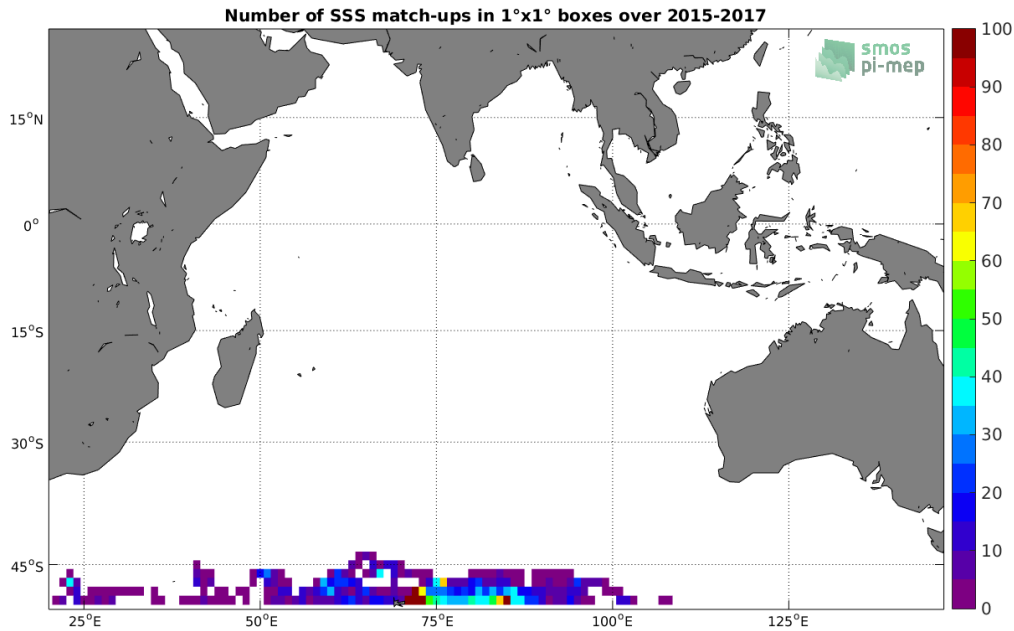 Number of SSS match-ups in 1°x1° boxes over 2015-2017
smos
pi-mep
15°N
0°
15°S
30°S
45°S
25°E
50°E
75°E
100°E
125°E
100
90
80
70
60
50
40
30
20
10
0